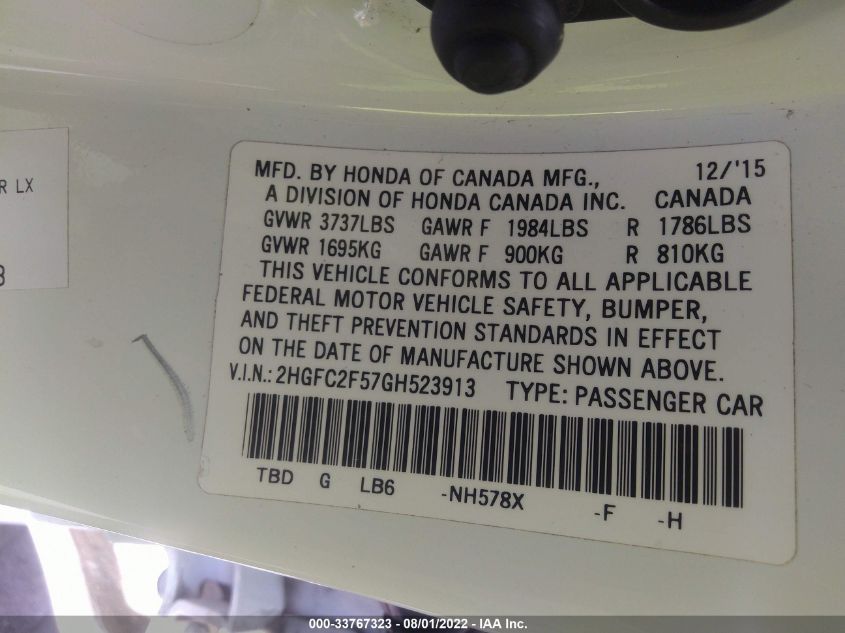 R LX
MFD. BY HONDA OF CANADA MFG., 12/'15
A DIVISION OF HONDA CANADA INC. CANADA
GVWR 3737LBS GAWR F 1984LBS R 1786LBS
GVWR 1695KG GAWR F 900KG R 810KG
THIS VEHICLE CONFORMS TO ALL APPLICABLE
FEDERAL MOTOR VEHICLE SAFETY, BUMPER,
AND THEFT PREVENTION STANDARDS IN EFFECT
ON THE DATE OF MANUFACTURE SHOWN ABOVE.
V.I.N.: 2HGFC2F57GH523913 TYPE: PASSENGER CAR
TBD G LB6 -NH578X -F -H
000-33767323 - 08/01/2022 - IAA Inc.